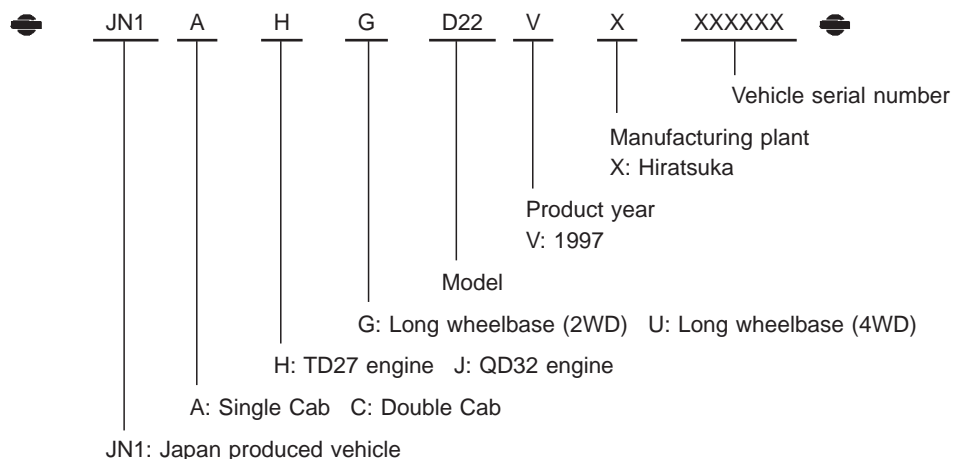 JN1 A H G D22 V X XXXXXX
Vehicle serial number
Manufacturing plant
X: Hiratsuka
Product year
V: 1997
Model
G: Long wheelbase (2WD) U: Long wheelbase (4WD)
H: TD27 engine J: QD32 engine
A: Single Cab C: Double Cab
JN1: Japan produced vehicle